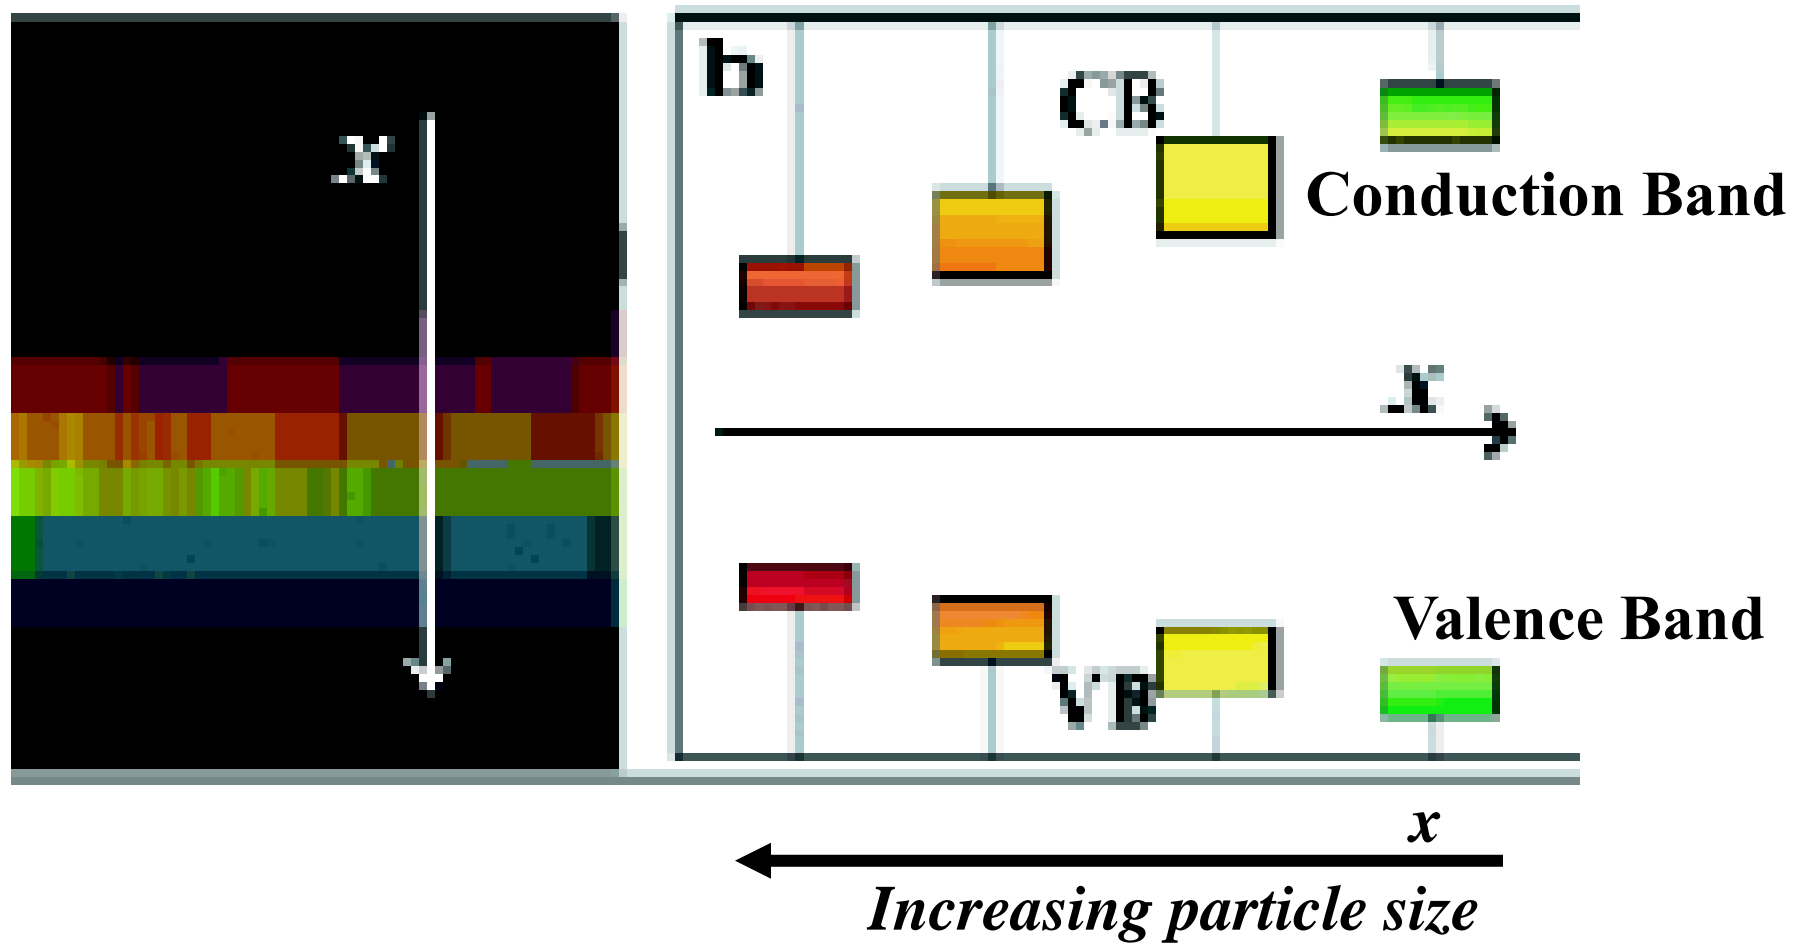 x
b
CB
Conduction Band
x
Valence Band
VB
x
Increasing particle size